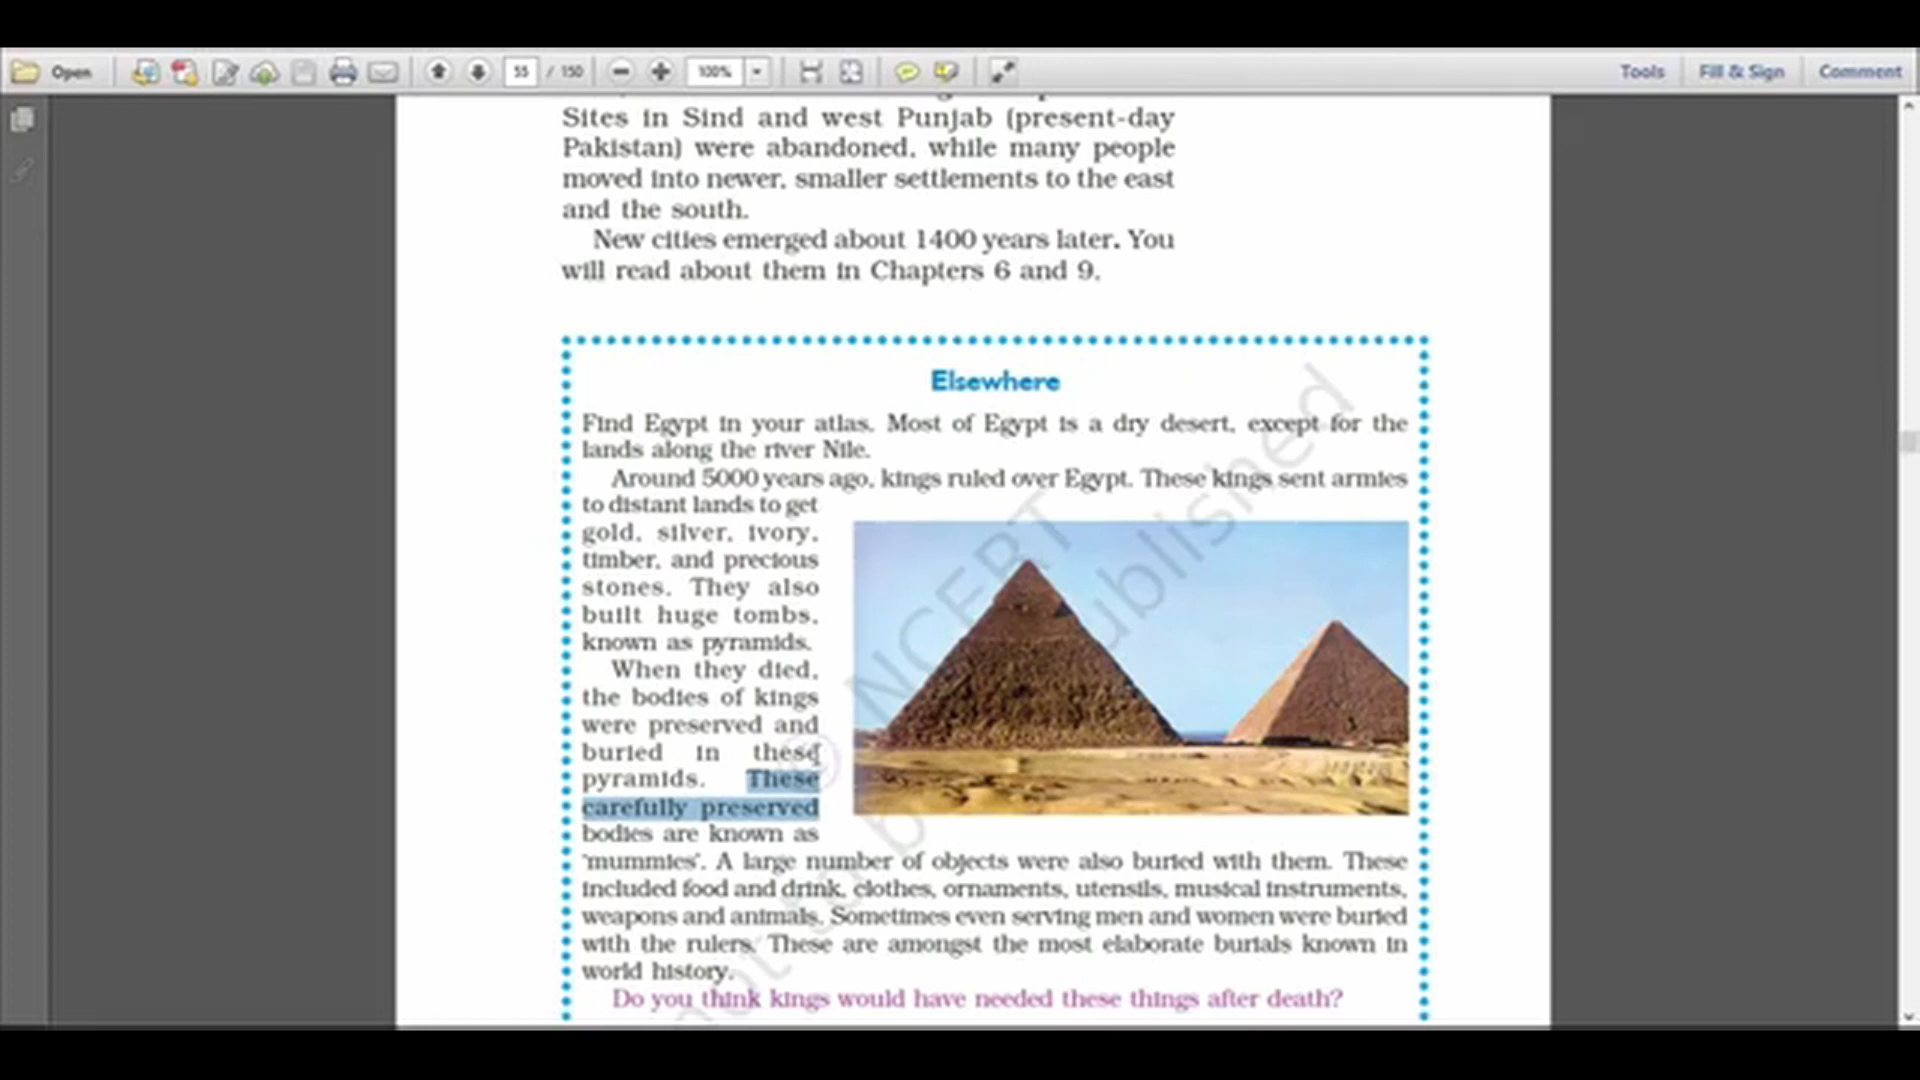 Open
55 / 150
100%
Tools
Fill & Sign
Comment
Sites in Sind and west Punjab (present-day
Pakistan) were abandoned, while many people
moved into newer, smaller settlements to the east
and the south.
New cities emerged about 1400 years later. You
will read about them in Chapters 6 and 9.
Elsewhere
Find Egypt in your atlas. Most of Egypt is a dry desert, except for the
lands along the river Nile.
Around 5000 years ago, kings ruled over Egypt. These kings sent armies
to distant lands to get
gold, silver, ivory,
timber, and precious
stones. They also
built huge tombs,
known as pyramids.
When they died,
the bodies of kings
were preserved and
buried in these
pyramids. These
carefully preserved
bodies are known as
'mummies'. A large number of objects were also buried with them. These
included food and drink, clothes, ornaments, utensils, musical instruments,
weapons and animals. Sometimes even serving men and women were buried
with the rulers. These are amongst the most elaborate burials known in
world history.
Do you think kings would have needed these things after death?
© NCERT
not to be published